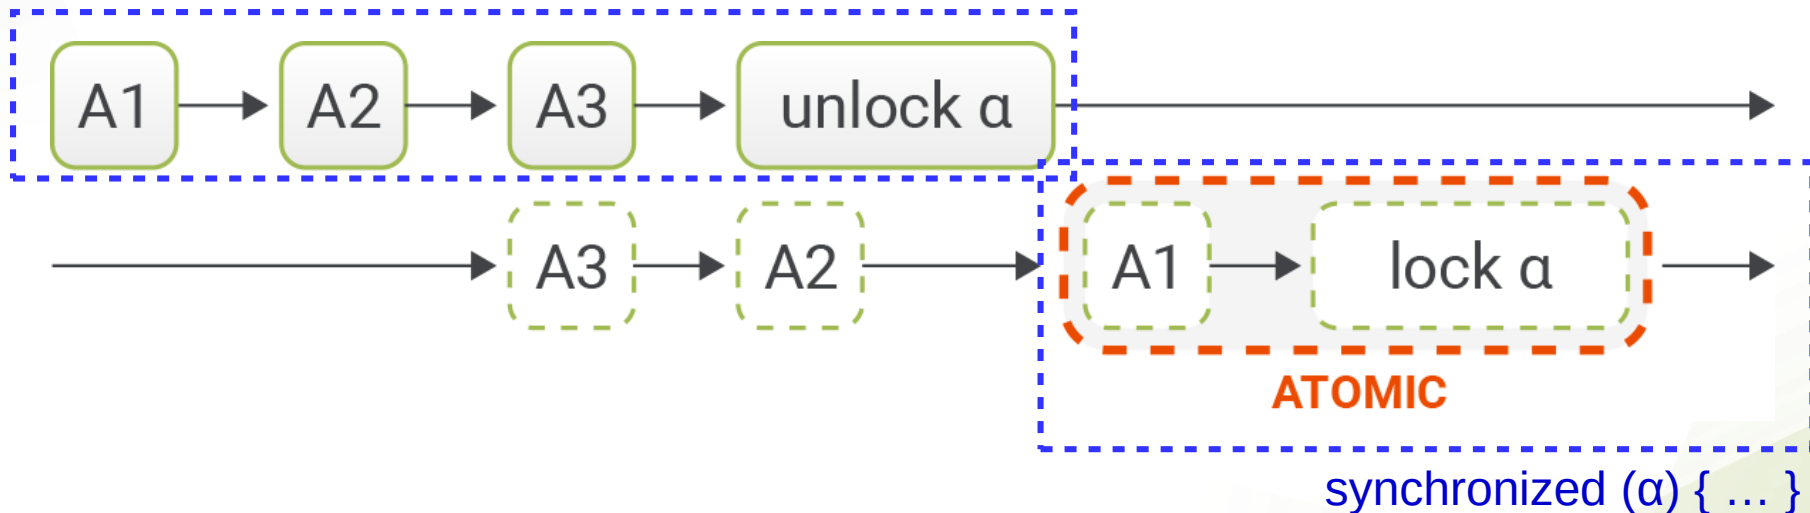 A1 A2 A3 unlock α
A3 A2 A1 lock α
ATOMIC
synchronized (α) { … }